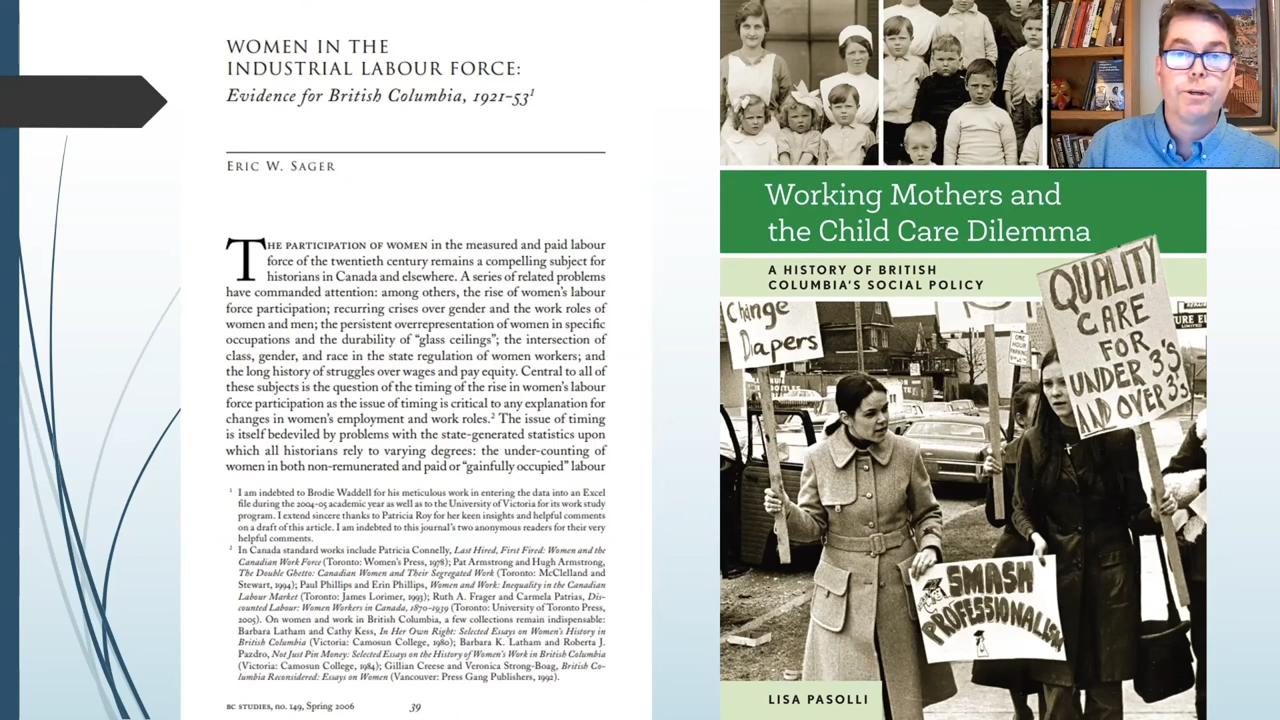 WOMEN IN THE
INDUSTRIAL LABOUR FORCE:
Evidence for British Columbia, 1921-53¹
ERIC W. SAGER
THE PARTICIPATION OF WOMEN in the measured and paid labour
force of the twentieth century remains a compelling subject for
historians in Canada and elsewhere. A series of related problems
have commanded attention: among others, the rise of women's labour
force participation; recurring crises over gender and the work roles of
women and men; the persistent overrepresentation of women in specific
occupations and the durability of "glass ceilings"; the intersection of
class, gender, and race in the state regulation of women workers; and
the long history of struggles over wages and pay equity. Central to all of
these subjects is the question of the timing of the rise in women's labour
force participation as the issue of timing is critical to any explanation for
changes in women's employment and work roles.² The issue of timing
is itself bedeviled by problems with the state-generated statistics upon
which all historians rely to varying degrees: the under-counting of
women in both non-remunerated and paid or "gainfully occupied" labour
¹ I am indebted to Brodie Waddell for his meticulous work in entering the data into an Excel
file during the 2004-05 academic year as well as to the University of Victoria for its work study
program. I extend sincere thanks to Patricia Roy for her keen insights and helpful comments
on a draft of this article. I am indebted to this journal's two anonymous readers for their very
helpful comments.
² In Canada standard works include Patricia Connelly, Last Hired, First Fired: Women and the
Canadian Work Force (Toronto: Women's Press, 1978); Pat Armstrong and Hugh Armstrong,
The Double Ghetto: Canadian Women and Their Segregated Work (Toronto: McClelland and
Stewart, 1994); Paul Phillips and Erin Phillips, Women and Work: Inequality in the Canadian
Labour Market (Toronto: James Lorimer, 1993); Ruth A. Frager and Carmela Patrias, Dis-
counted Labour: Women Workers in Canada, 1870–1939 (Toronto: University of Toronto Press,
2005). On women and work in British Columbia, a few collections remain indispensable:
Barbara Latham and Cathy Kess, In Her Own Right: Selected Essays on Women's History in
British Columbia (Victoria: Camosun College, 1980); Barbara K. Latham and Roberta J.
Pazdro, Not Just Pin Money: Selected Essays on the History of Women's Work in British Columbia
(Victoria: Camosun College, 1984); Gillian Creese and Veronica Strong-Boag, British Co-
lumbia Reconsidered: Essays on Women (Vancouver: Press Gang Publishers, 1992).
BC STUDIES, no. 149, Spring 2006
39
Working Mothers and
the Child Care Dilemma
A HISTORY OF BRITISH
COLUMBIA'S SOCIAL POLICY
Change
Dapers
QUALITY
CARE
FOR
UNDER 3'S
AND OVER 3'S
ONE
HOUR
PARKING
SMASH
PROFESSIONALISM
LISA PASOLLI